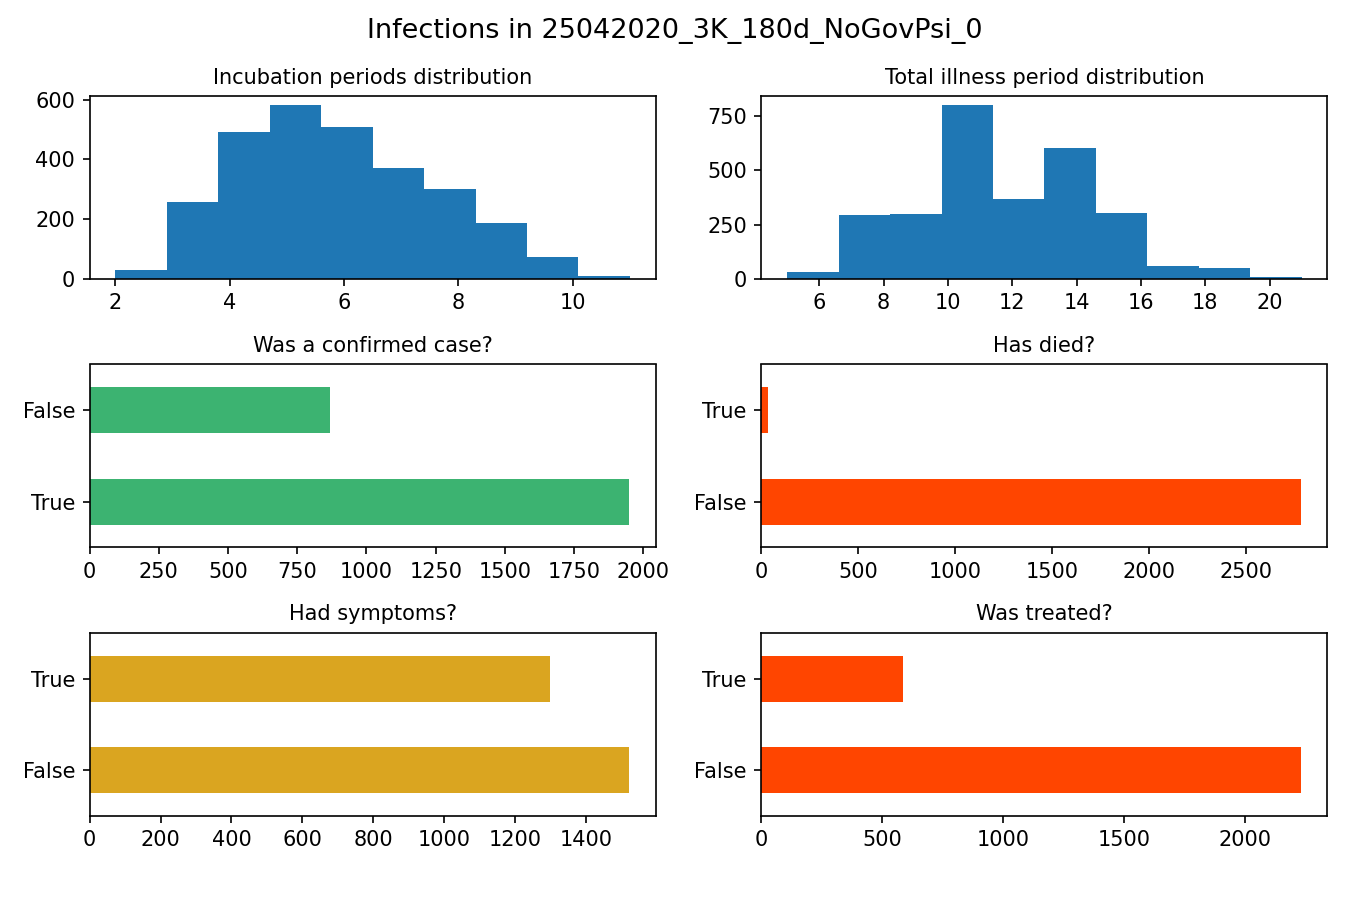 Infections in 25042020_3K_180d_NoGovPsi_0
Incubation periods distribution
600
400
200
0
2 4 6 8 10
Total illness period distribution
750
500
250
0
6 8 10 12 14 16 18 20
Was a confirmed case?
False
True
0 250 500 750 1000 1250 1500 1750 2000
Has died?
True
False
0 500 1000 1500 2000 2500
Had symptoms?
True
False
0 200 400 600 800 1000 1200 1400
Was treated?
True
False
0 500 1000 1500 2000